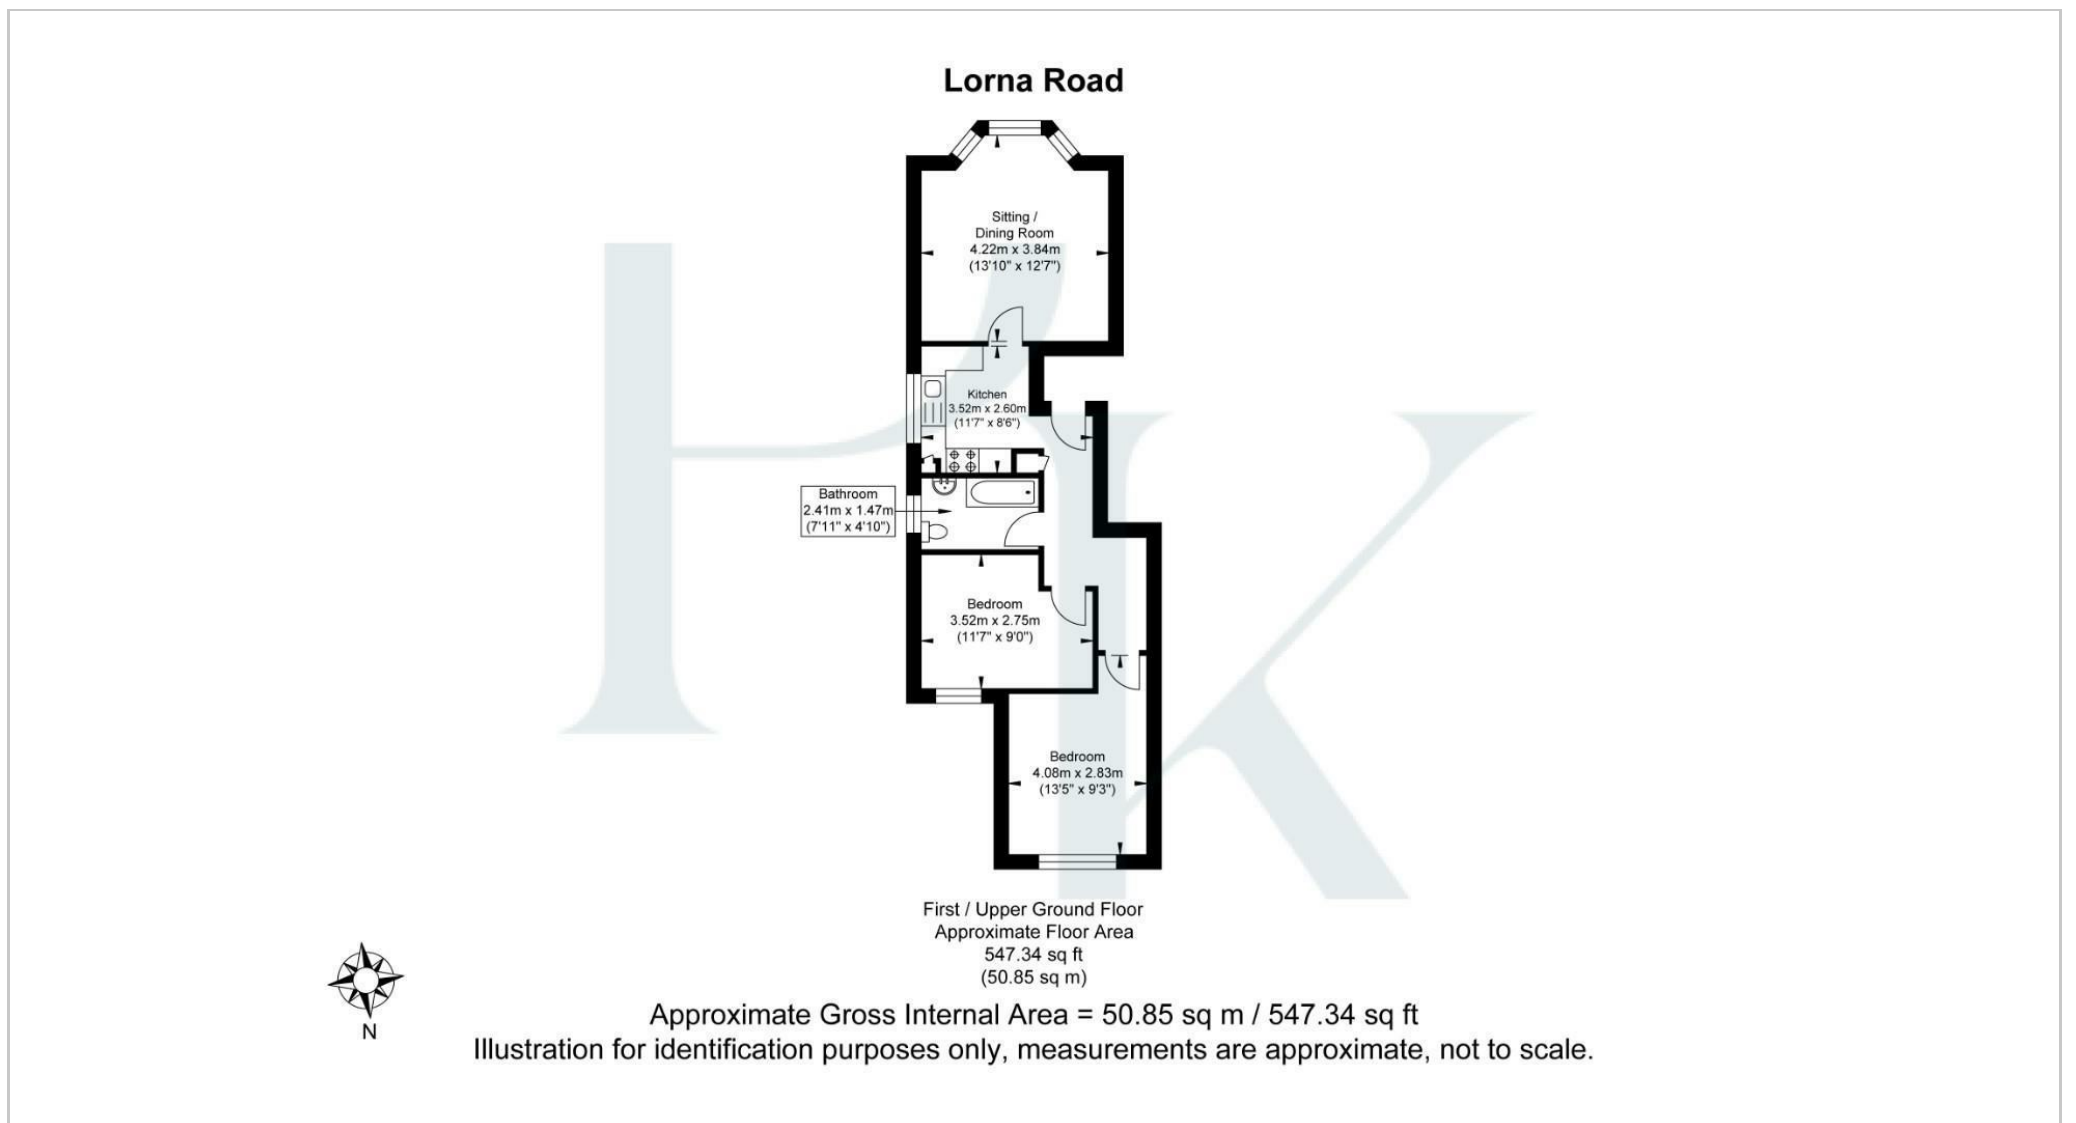 Lorna Road
Sitting /
Dining Room
4.22m x 3.84m
(13'10" x 12'7")
Kitchen
3.52m x 2.60m
(11'7" x 8'6")
Bathroom
2.41m x 1.47m
(7'11" x 4'10")
Bedroom
3.52m x 2.75m
(11'7" x 9'0")
Bedroom
4.08m x 2.83m
(13'5" x 9'3")
First / Upper Ground Floor
Approximate Floor Area
547.34 sq ft
(50.85 sq m)
N
Approximate Gross Internal Area = 50.85 sq m / 547.34 sq ft
Illustration for identification purposes only, measurements are approximate, not to scale.
HK